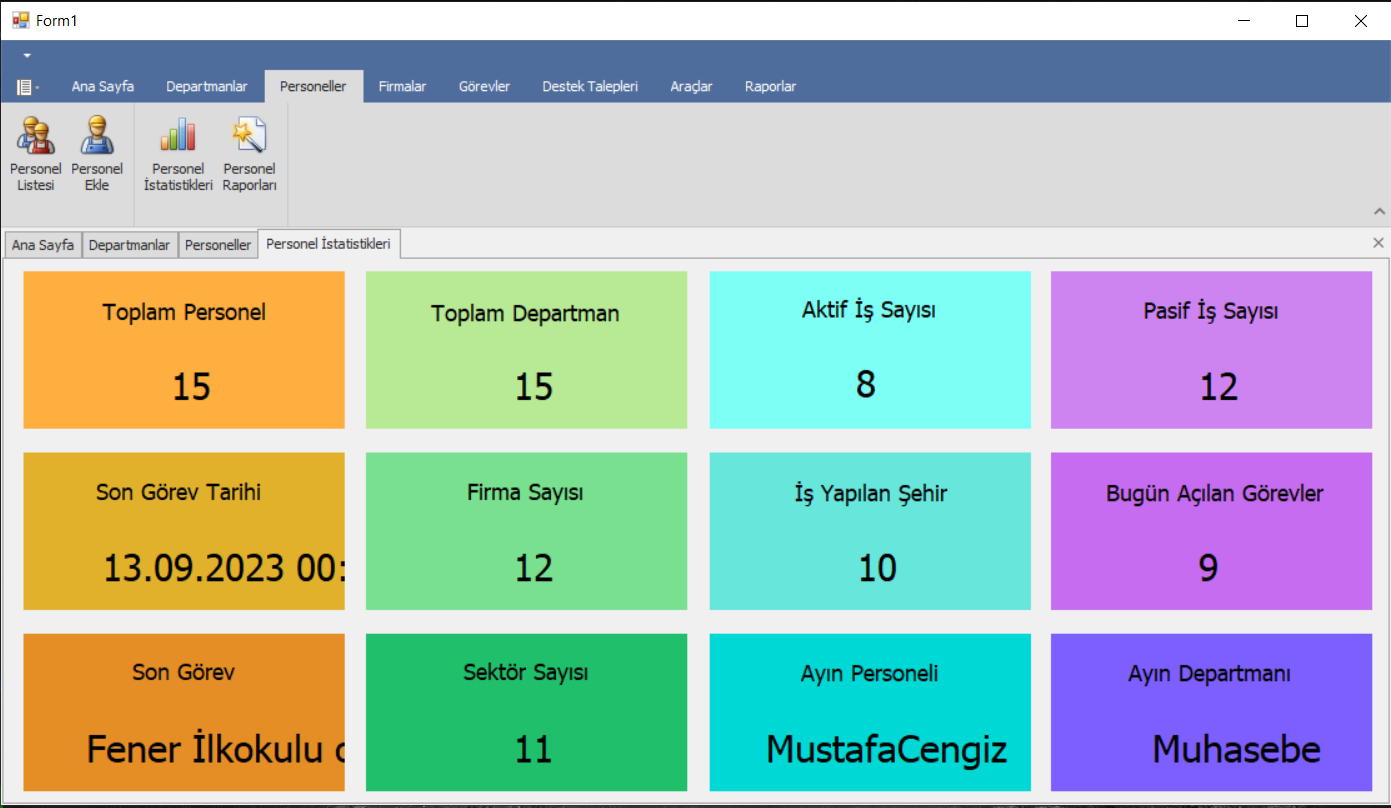 Form1
Ana Sayfa Departmanlar Personeller Firmalar Görevler Destek Talepleri Araçlar Raporlar
Personel Personel Personel Personel
Listesi Ekle İstatistikleri Raporları
Ana Sayfa Departmanlar Personeller Personel İstatistikleri
Toplam Personel Toplam Departman Aktif İş Sayısı Pasif İş Sayısı
15 15 8 12
Son Görev Tarihi Firma Sayısı İş Yapılan Şehir Bugün Açılan Görevler
13.09.2023 00: 12 10 9
Son Görev Sektör Sayısı Ayın Personeli Ayın Departmanı
Fener İlkokulu 11 MustafaCengiz Muhasebe